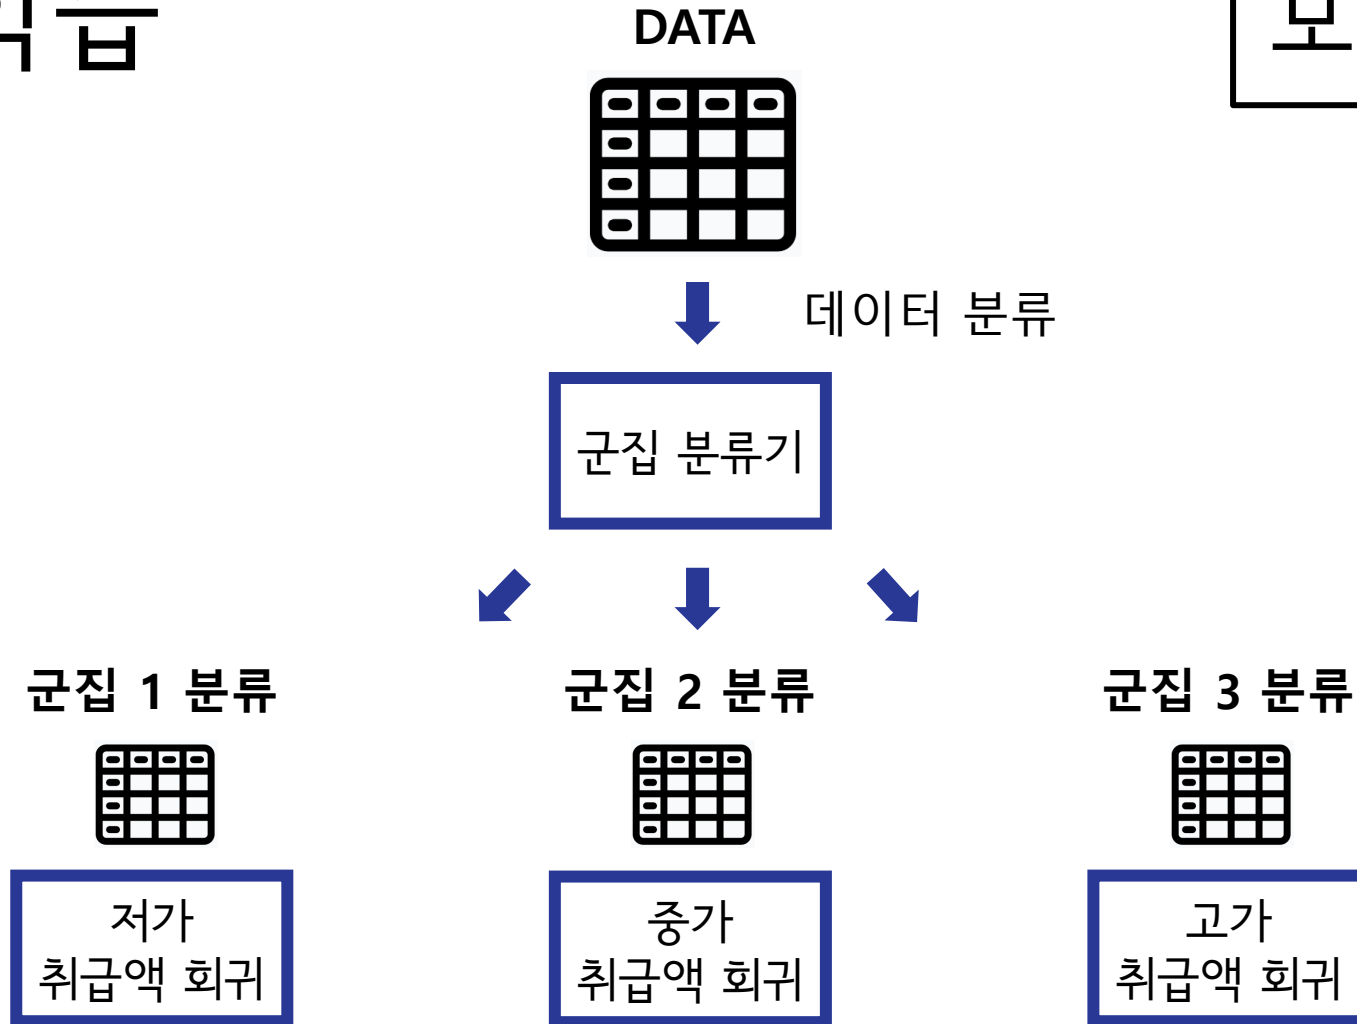 DATA
데이터 분류
군집 분류기
군집 1 분류
군집 2 분류
군집 3 분류
저가
취급액 회귀
중가
취급액 회귀
고가
취급액 회귀